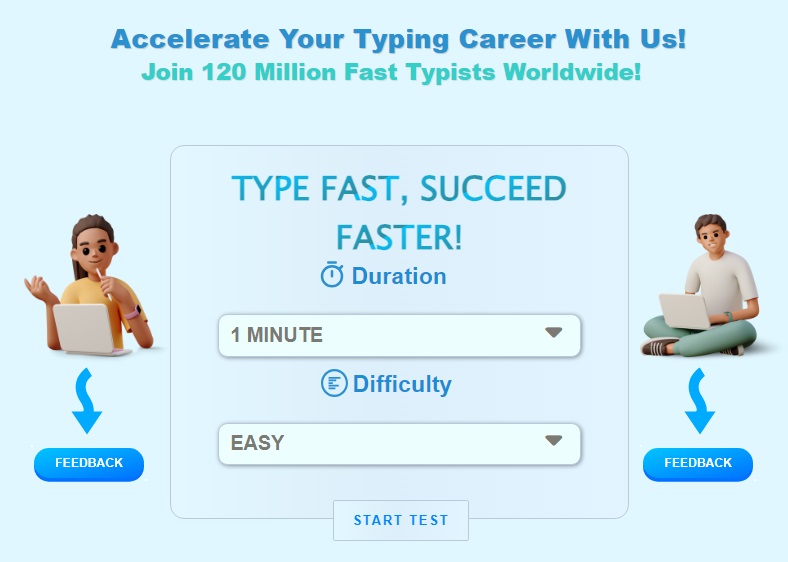 Accelerate Your Typing Career With Us!
Join 120 Million Fast Typists Worldwide!
TYPE FAST, SUCCEED
FASTER!
Duration
1 MINUTE
Difficulty
EASY
FEEDBACK
FEEDBACK
START TEST